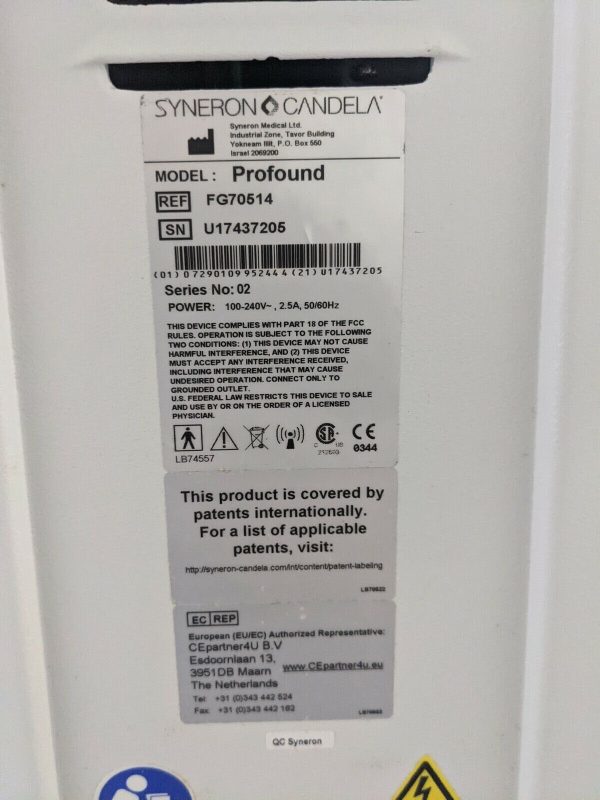 SYNERON CANDELA
Syneron Medical Ltd.
Industrial Zone, Tavor Building
Yokneam Illit, P.O. Box 550
Israel 2069200
MODEL : Profound
REF FG70514
SN U17437205
(01) 07290109952444 (21) U17437205
Series No: 02
POWER: 100-240V~ , 2.5A, 50/60Hz
THIS DEVICE COMPLIES WITH PART 18 OF THE FCC
RULES. OPERATION IS SUBJECT TO THE FOLLOWING
TWO CONDITIONS: (1) THIS DEVICE MAY NOT CAUSE
HARMFUL INTERFERENCE, AND (2) THIS DEVICE
MUST ACCEPT ANY INTERFERENCE RECEIVED,
INCLUDING INTERFERENCE THAT MAY CAUSE
UNDESIRED OPERATION. CONNECT ONLY TO
GROUNDED OUTLET.
U.S. FEDERAL LAW RESTRICTS THIS DEVICE TO SALE
AND USE BY OR ON THE ORDER OF A LICENSED
PHYSICIAN.
C US
CE
0344
LB74557
This product is covered by
patents internationally.
For a list of applicable
patents, visit:
http://syneron-candela.com/int/content/patent-labeling
EC REP
European (EU/EC) Authorized Representative:
CEpartner4U B.V
Esdoornlaan 13,
3951DB Maarn www.CEpartner4u.eu
The Netherlands
Tel: +31 (0)343 442 524
Fax: +31 (0)343 442 162
QC Syneron